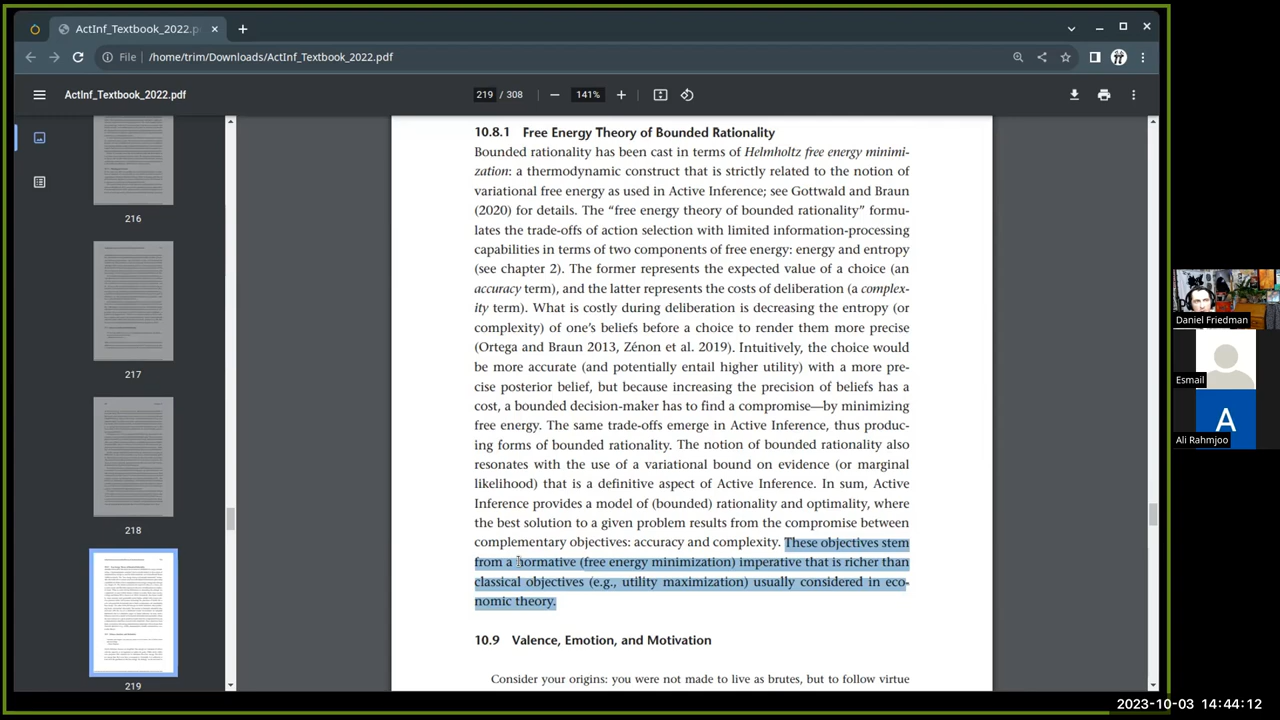 ActInf_Textbook_2022.p
File
/home/trim/Downloads/ActInf_Textbook_2022.pdf
ActInf_Textbook_2022.pdf
219 / 308
141%
216
217
218
219
10.8.1 Free Energy Theory of Bounded Rationality
Bounded rationality has been cast in terms of Helmholtz free energy minimi-
zation: a thermodynamic construct that is strictly related to the notion of
variational free energy as used in Active Inference; see Gottwald and Braun
(2020) for details. The “free energy theory of bounded rationality” formu-
lates the trade-offs of action selection with limited information-processing
capabilities in terms of two components of free energy: energy and entropy
(see chapter 2). The former represents the expected value of a choice (an
accuracy term), and the latter represents the costs of deliberation (a complex-
ity term). What is costly during deliberation is decreasing the entropy (or
complexity) of one’s beliefs before a choice to render them more precise
(Ortega and Braun 2013, Zénon et al. 2019). Intuitively, the choice would
be more accurate (and potentially entail higher utility) with a more pre-
cise posterior belief, but because increasing the precision of beliefs has a
cost, a bounded decision-maker has to find a compromise—by minimizing
free energy. The same trade-offs emerge in Active Inference, thus produc-
ing forms of bounded rationality. The notion of bounded rationality also
resonates with the use of a variational bound on evidence (or marginal
likelihood) that is a definitive aspect of Active Inference. In sum, Active
Inference provides a model of (bounded) rationality and optimality, where
the best solution to a given problem results from the compromise between
complementary objectives: accuracy and complexity. These objectives stem
from a normative (free energy minimization) imperative that is richer than
classical objectives (e.g., utility maximization) usually considered in eco-
nomic theory.
10.9 Valence, Emotion, and Motivation
Consider your origins: you were not made to live as brutes, but to follow virtue
Daniel Friedman
Esmail
A
Ali Rahmjoo
2023-10-03 14:44:12